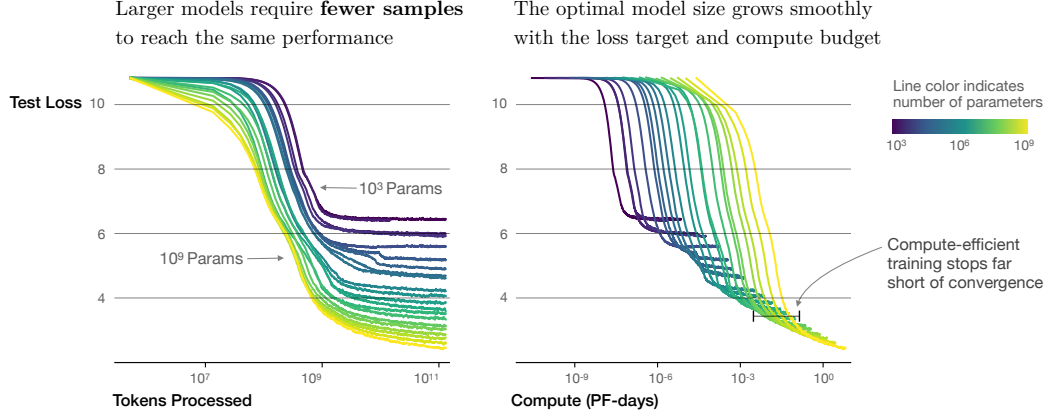 Larger models require fewer samples
to reach the same performance
The optimal model size grows smoothly
with the loss target and compute budget
Test Loss
10
8
6
4
10³ Params
10⁹ Params
10⁷
10⁹
10¹¹
Tokens Processed
10
8
6
4
10⁻⁹
10⁻⁶
10⁻³
10⁰
Compute (PF-days)
Line color indicates
number of parameters
10³
10⁶
10⁹
Compute-efficient
training stops far
short of convergence